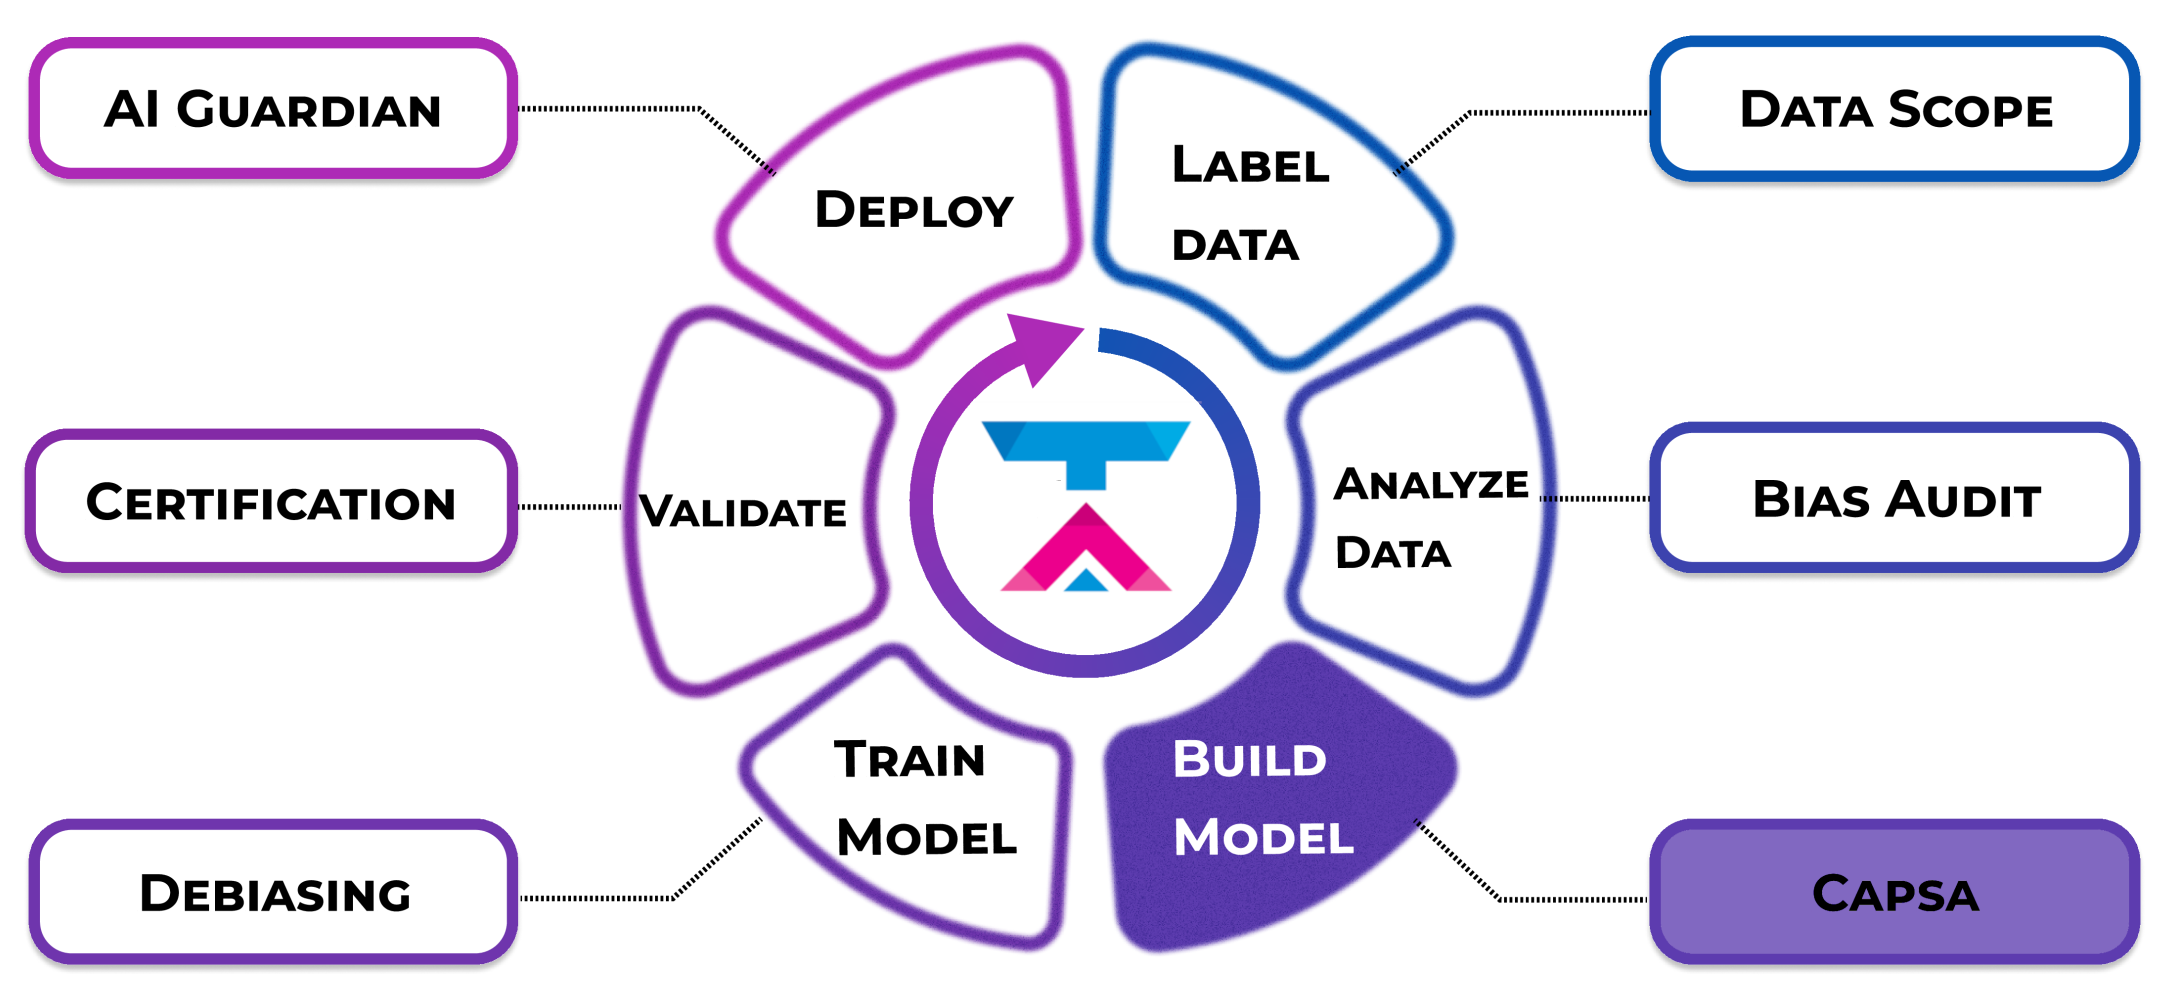 AI Guardian
Data Scope
Deploy
Label
data
Certification
Validate
Analyze
Data
Bias Audit
Train
Model
Build
Model
Debiasing
Capsa